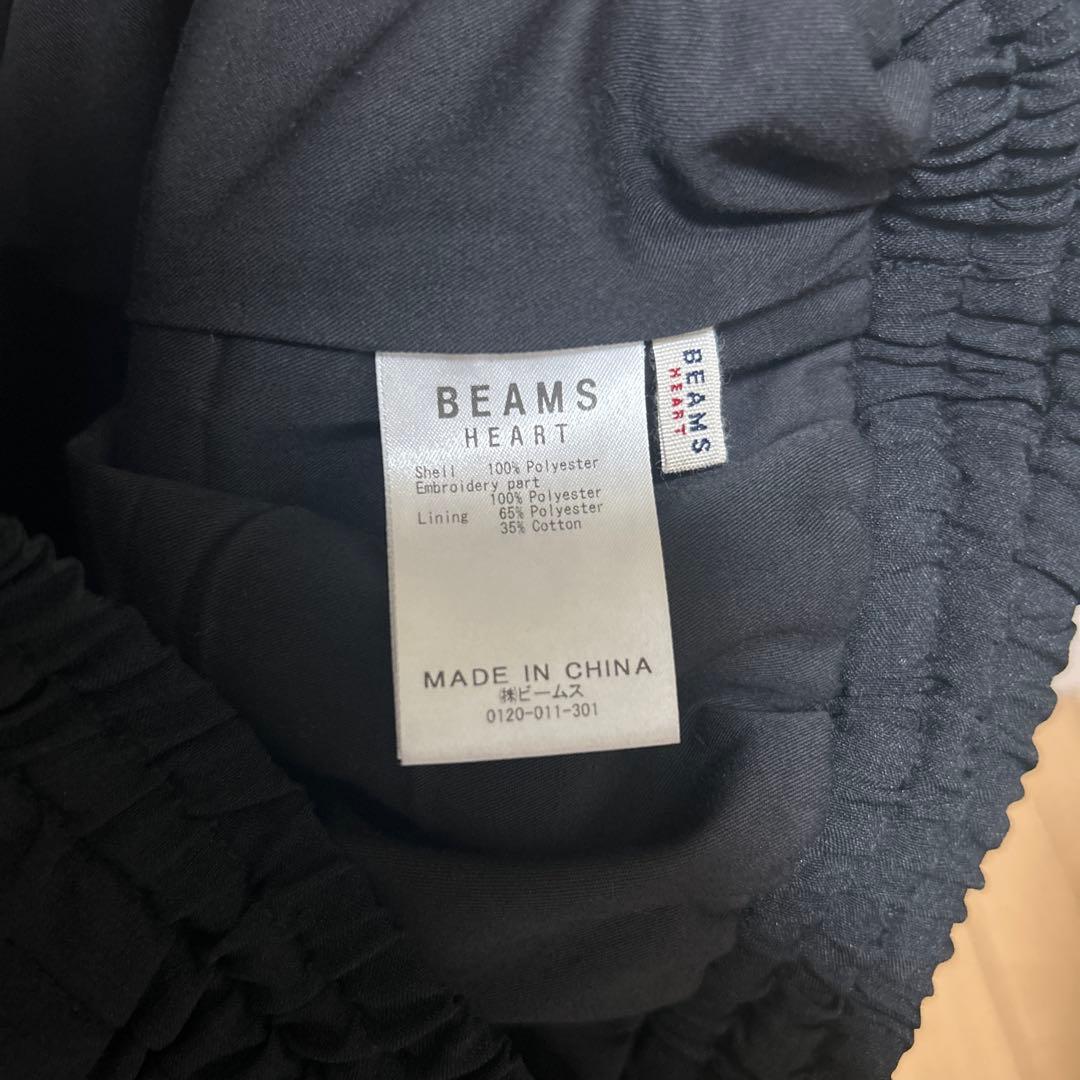 BEAMS
HEART
Shell 100% Polyester
Embroidery part
100% Polyester
Lining 65% Polyester
35% Cotton
MADE IN CHINA
㈱ビームス
0120-011-301
BEAMS
HEART